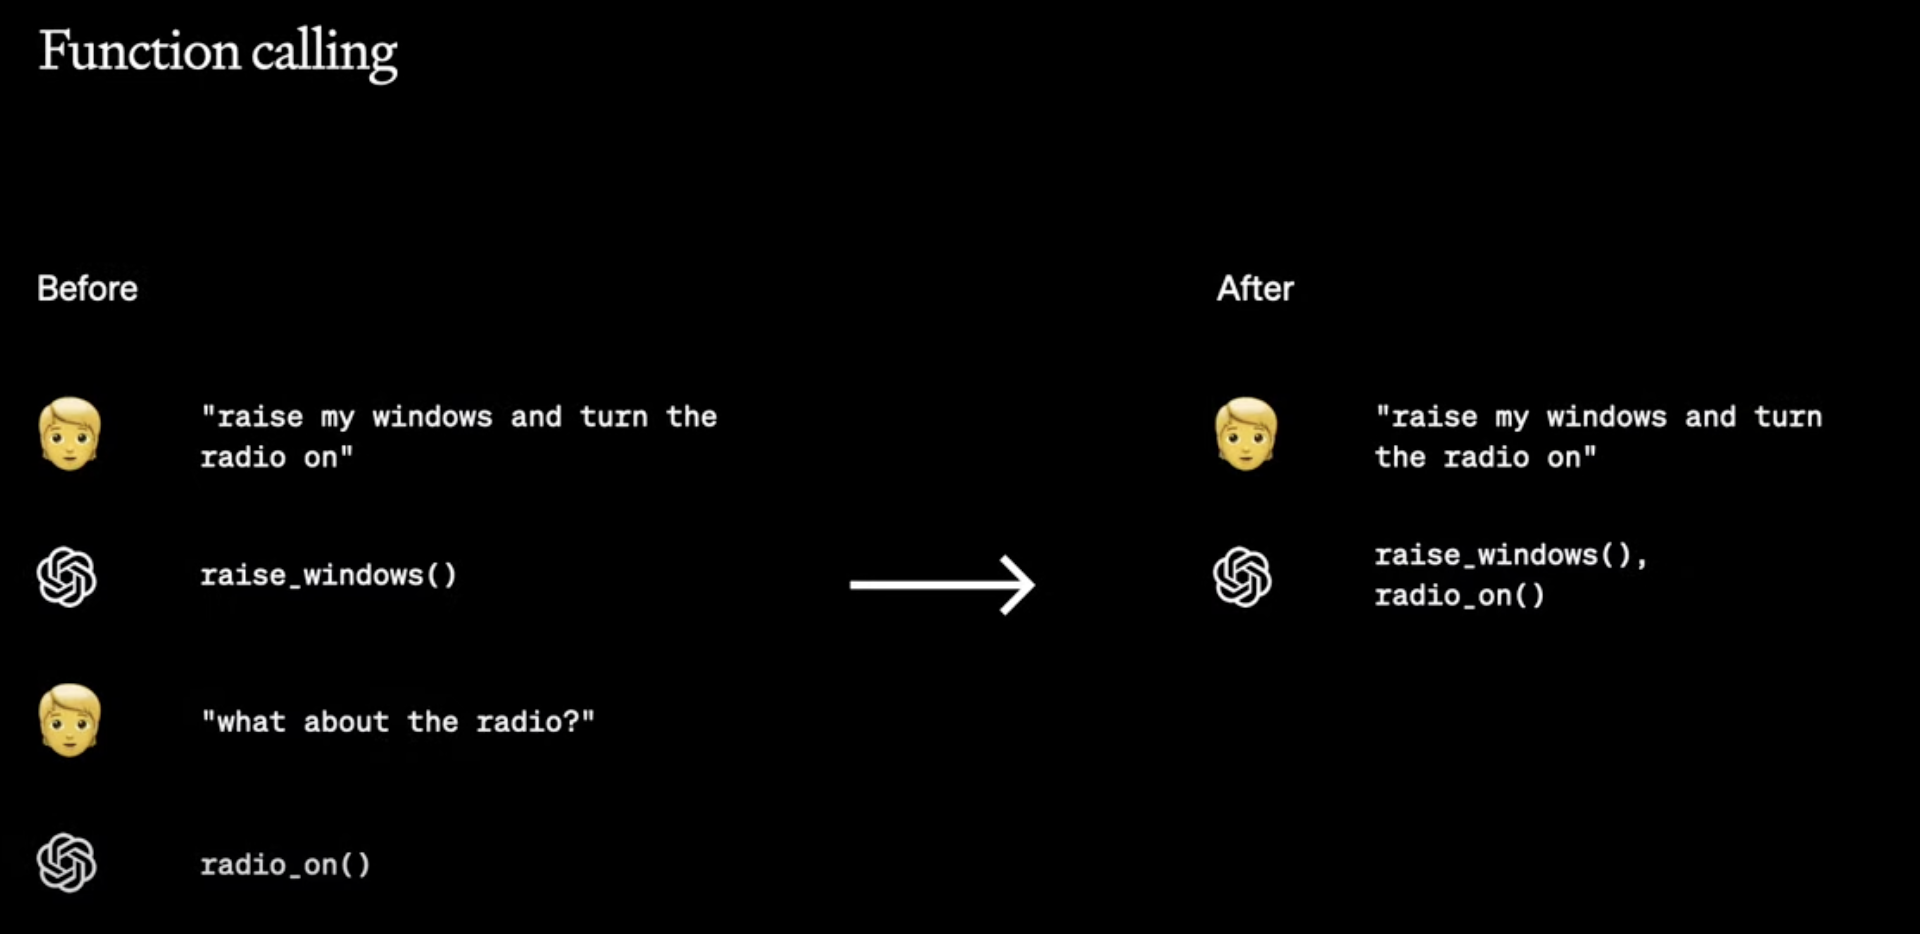 Function calling
Before
"raise my windows and turn the
radio on"
raise_windows()
"what about the radio?"
radio_on()
After
"raise my windows and turn
the radio on"
raise_windows(),
radio_on()